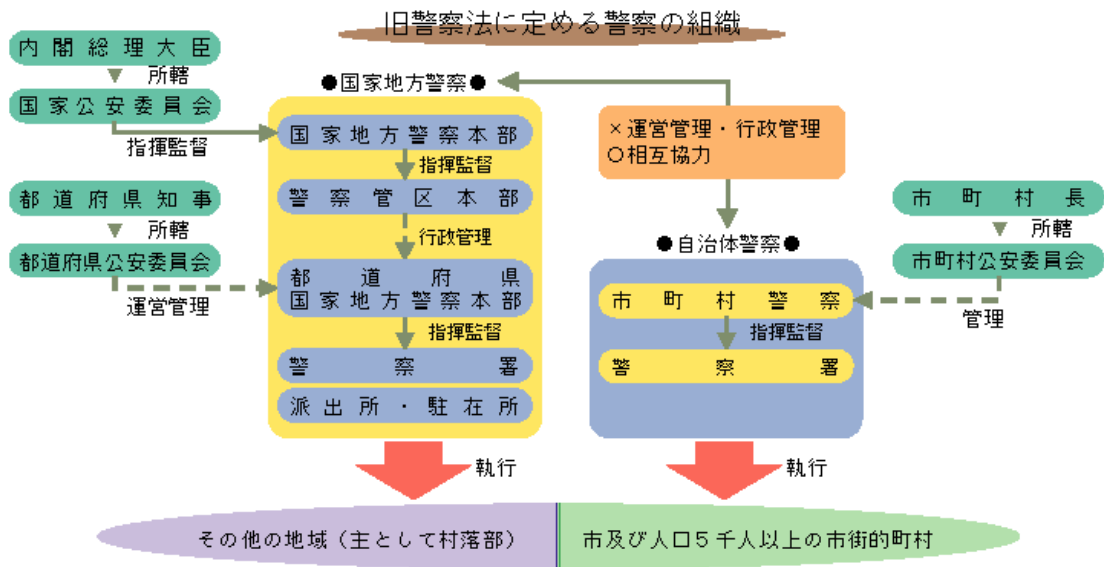 旧警察法に定める警察の組織
内閣総理大臣
所轄
国家公安委員会
指揮監督
都道府県知事
所轄
都道府県公安委員会
運営管理
●国家地方警察●
国家地方警察本部
指揮監督
警察管区本部
行政管理
都道府県
国家地方警察本部
指揮監督
警察署
派出所・駐在所
執行
×運営管理・行政管理
○相互協力
●自治体警察●
市町村警察
指揮監督
警察署
執行
市町村長
所轄
市町村公安委員会
管理
その他の地域（主として村落部）
市及び人口５千人以上の市街的町村